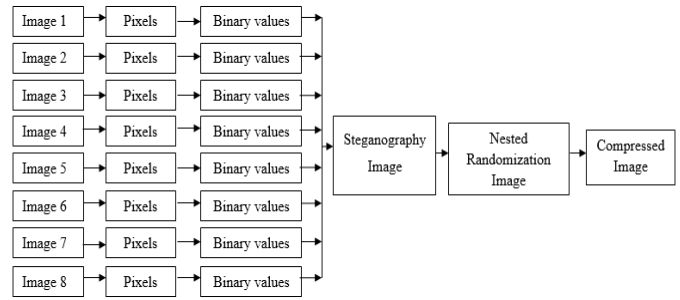 Image 1 Pixels Binary values
Image 2 Pixels Binary values
Image 3 Pixels Binary values
Image 4 Pixels Binary values
Image 5 Pixels Binary values
Image 6 Pixels Binary values
Image 7 Pixels Binary values
Image 8 Pixels Binary values
Steganography
Image
Nested
Randomization
Image
Compressed
Image